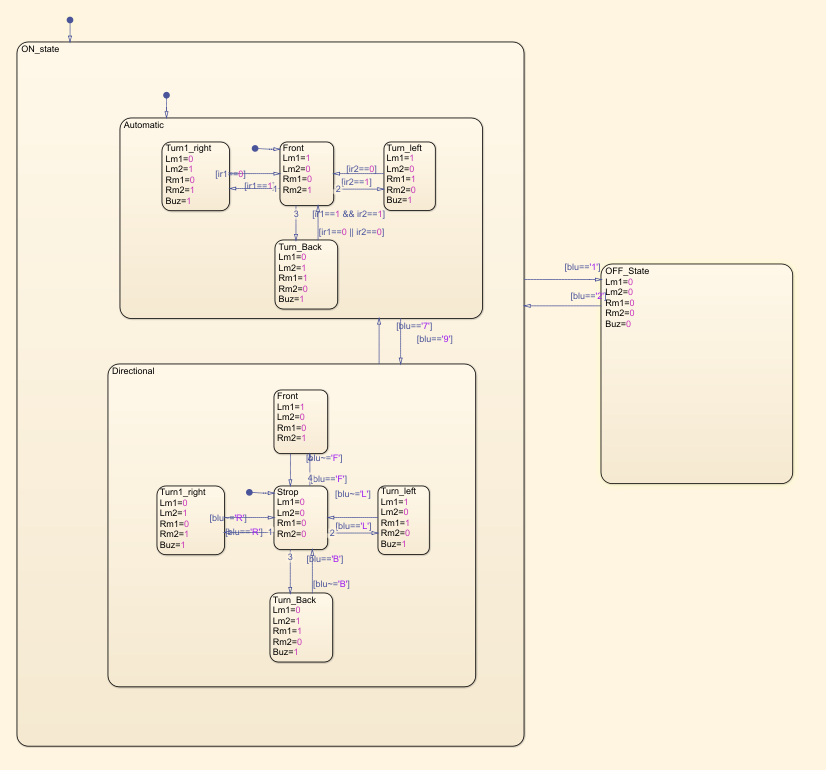 ON_state
Automatic
Turn1_right
Lm1=0
Lm2=1
Rm1=0
Rm2=1
Buz=1
[ir1==0]
[ir1==1]
1
Front
Lm1=1
Lm2=0
Rm1=0
Rm2=1
[ir2==0]
[ir2==1]
2
Turn_left
Lm1=1
Lm2=0
Rm1=1
Rm2=0
Buz=1
3
[ir1==1 && ir2==1]
[ir1==0 || ir2==0]
Turn_Back
Lm1=0
Lm2=1
Rm1=1
Rm2=0
Buz=1
[blu=='7']
[blu=='9']
[blu=='1']
[blu=='2']
OFF_State
Lm1=0
Lm2=0
Rm1=0
Rm2=0
Buz=0
Directional
Front
Lm1=1
Lm2=0
Rm1=0
Rm2=1
[blu~='F']
4
[blu=='F']
Turn1_right
Lm1=0
Lm2=1
Rm1=0
Rm2=1
Buz=1
[blu~='R']
[blu=='R']
1
Strop
Lm1=0
Lm2=0
Rm1=0
Rm2=0
[blu~='L']
[blu=='L']
2
Turn_left
Lm1=1
Lm2=0
Rm1=1
Rm2=0
Buz=1
3
[blu=='B']
[blu~='B']
Turn_Back
Lm1=0
Lm2=1
Rm1=1
Rm2=0
Buz=1